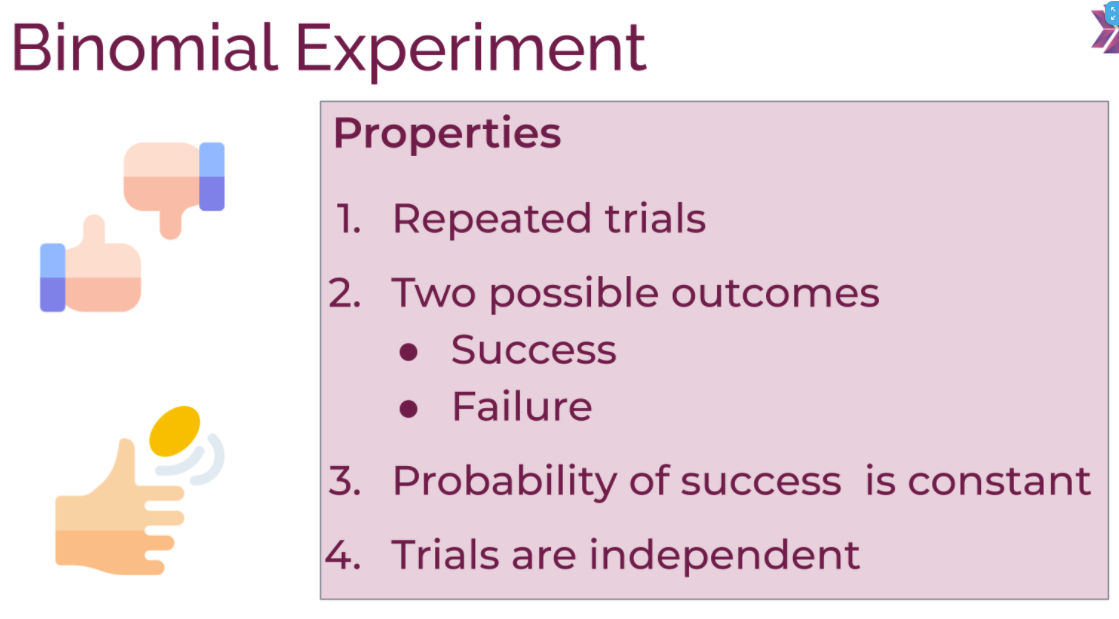 Binomial Experiment
Properties
1. Repeated trials
2. Two possible outcomes
● Success
● Failure
3. Probability of success is constant
4. Trials are independent